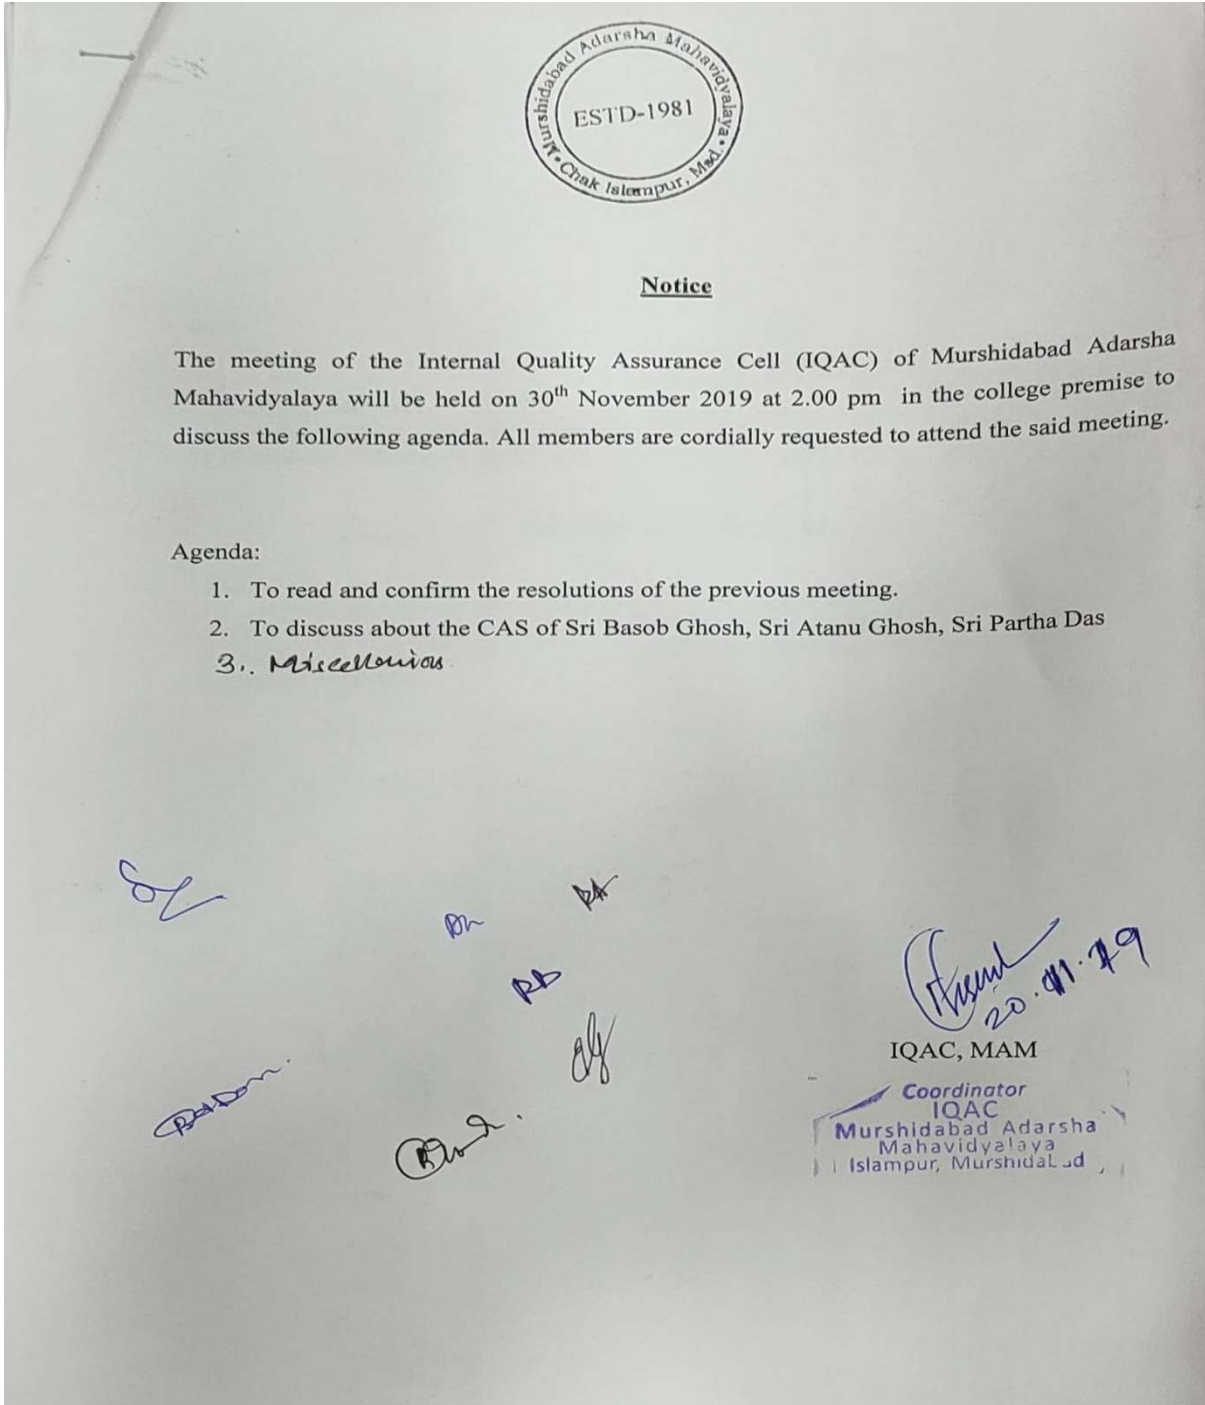 Murshidabad Adarsha Mahavidyalaya
• Chak Islampur, Msd. •
ESTD-1981
Notice
The meeting of the Internal Quality Assurance Cell (IQAC) of Murshidabad Adarsha
Mahavidyalaya will be held on 30th November 2019 at 2.00 pm in the college premise to
discuss the following agenda. All members are cordially requested to attend the said meeting.
Agenda:
1. To read and confirm the resolutions of the previous meeting.
2. To discuss about the CAS of Sri Basob Ghosh, Sri Atanu Ghosh, Sri Partha Das
3.. Miscellonious
RD
20.11.19
IQAC, MAM
Coordinator
IQAC
Murshidabad Adarsha
Mahavidyalaya
Islampur, Murshidabad